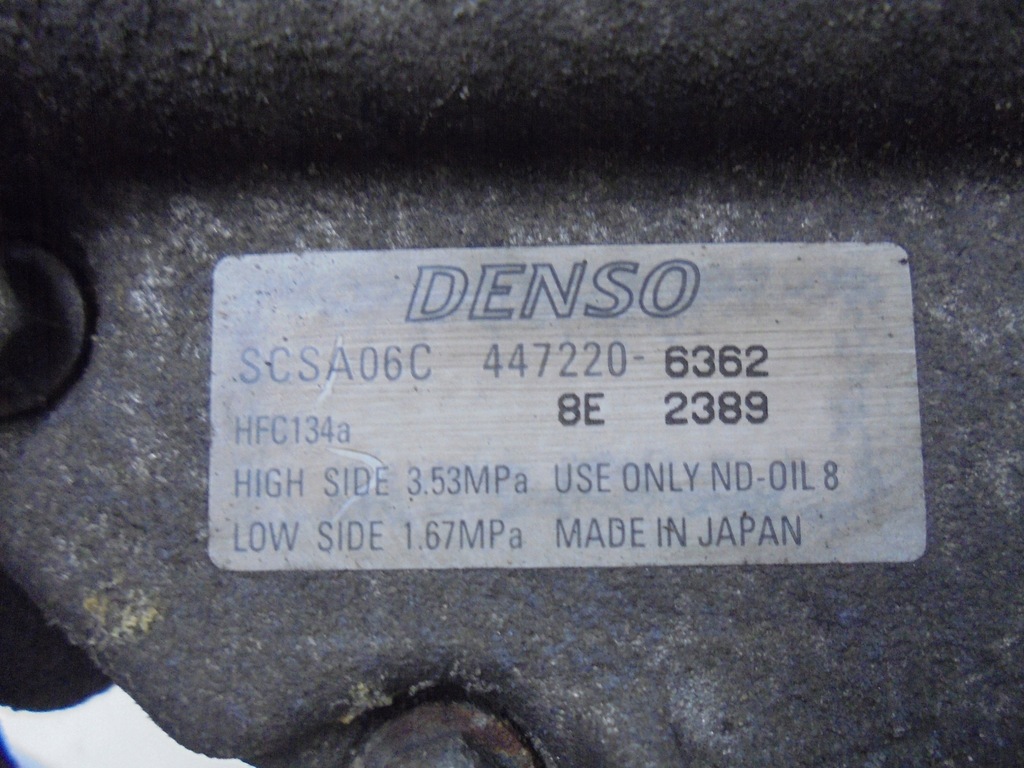 DENSO
SCSA06C 447220-6362
8E 2389
HFC134a
HIGH SIDE 3.53MPa USE ONLY ND-OIL 8
LOW SIDE 1.67MPa MADE IN JAPAN